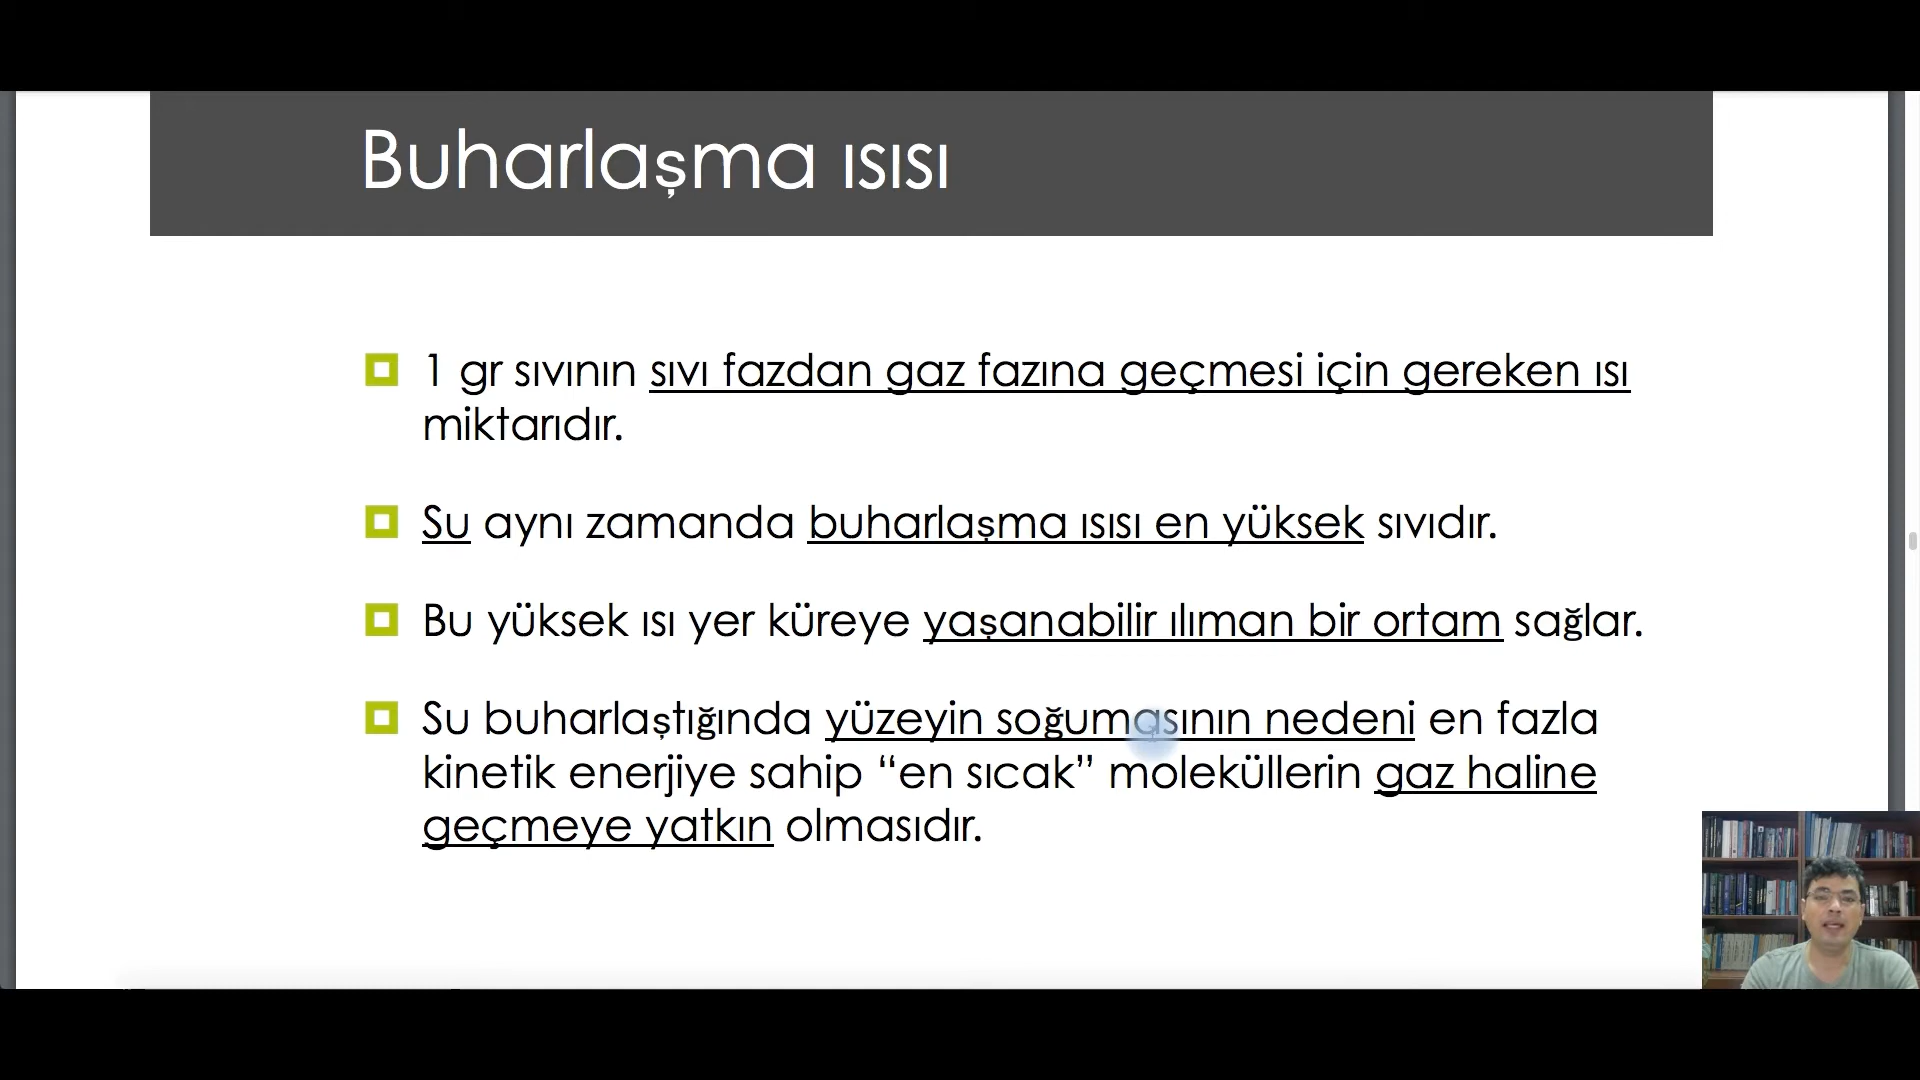 Buharlaşma ısısı
1 gr sıvının sıvı fazdan gaz fazına geçmesi için gereken ısı
miktarıdır.
Su aynı zamanda buharlaşma ısısı en yüksek sıvıdır.
Bu yüksek ısı yer küreye yaşanabilir ılıman bir ortam sağlar.
Su buharlaştığında yüzeyin soğumasının nedeni en fazla
kinetik enerjiye sahip “en sıcak” moleküllerin gaz haline
geçmeye yatkın olmasıdır.